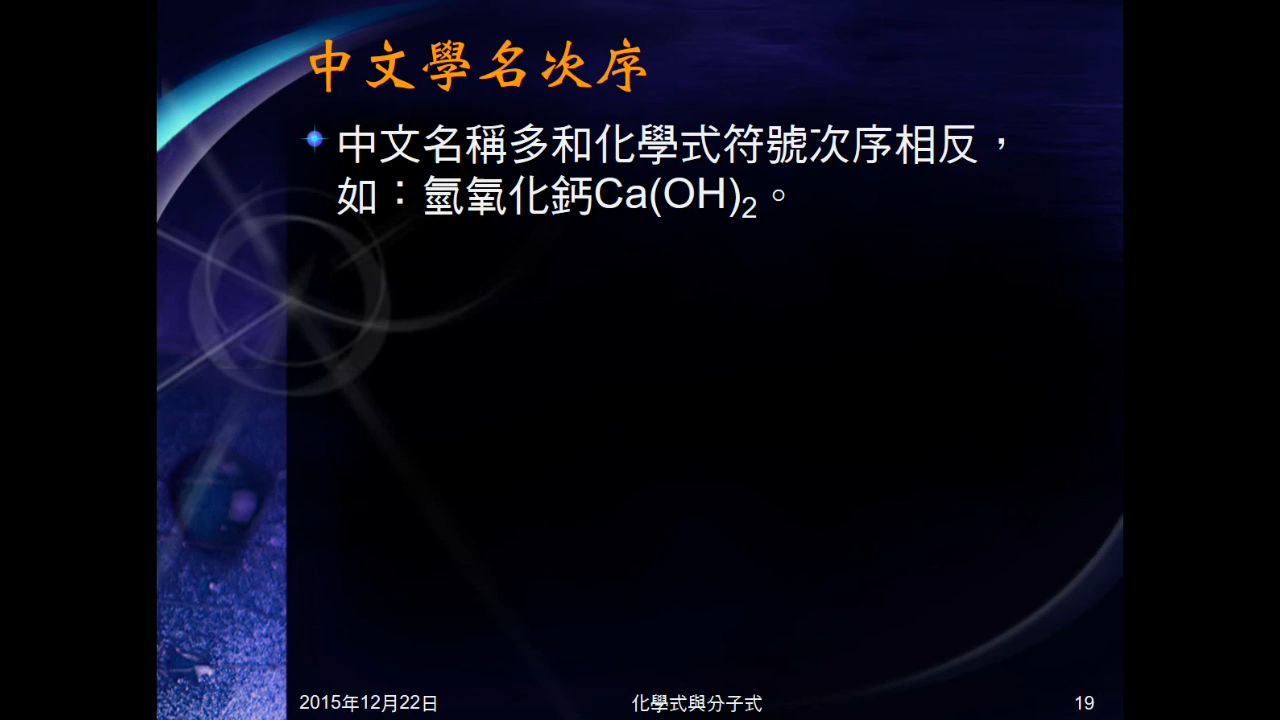 中文學名次序
中文名稱多和化學式符號次序相反，
如：氫氧化鈣Ca(OH)₂。
2015年12月22日
化學式與分子式
19